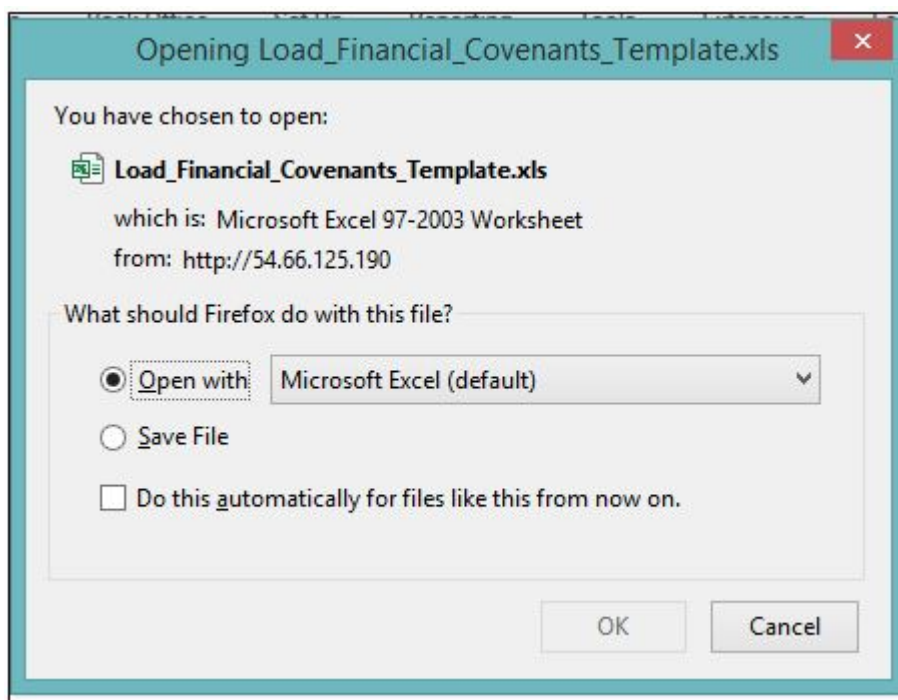 Opening Load_Financial_Covenants_Template.xls
You have chosen to open:
Load_Financial_Covenants_Template.xls
which is: Microsoft Excel 97-2003 Worksheet
from: http://54.66.125.190
What should Firefox do with this file?
Open with Microsoft Excel (default)
Save File
Do this automatically for files like this from now on.
OK Cancel